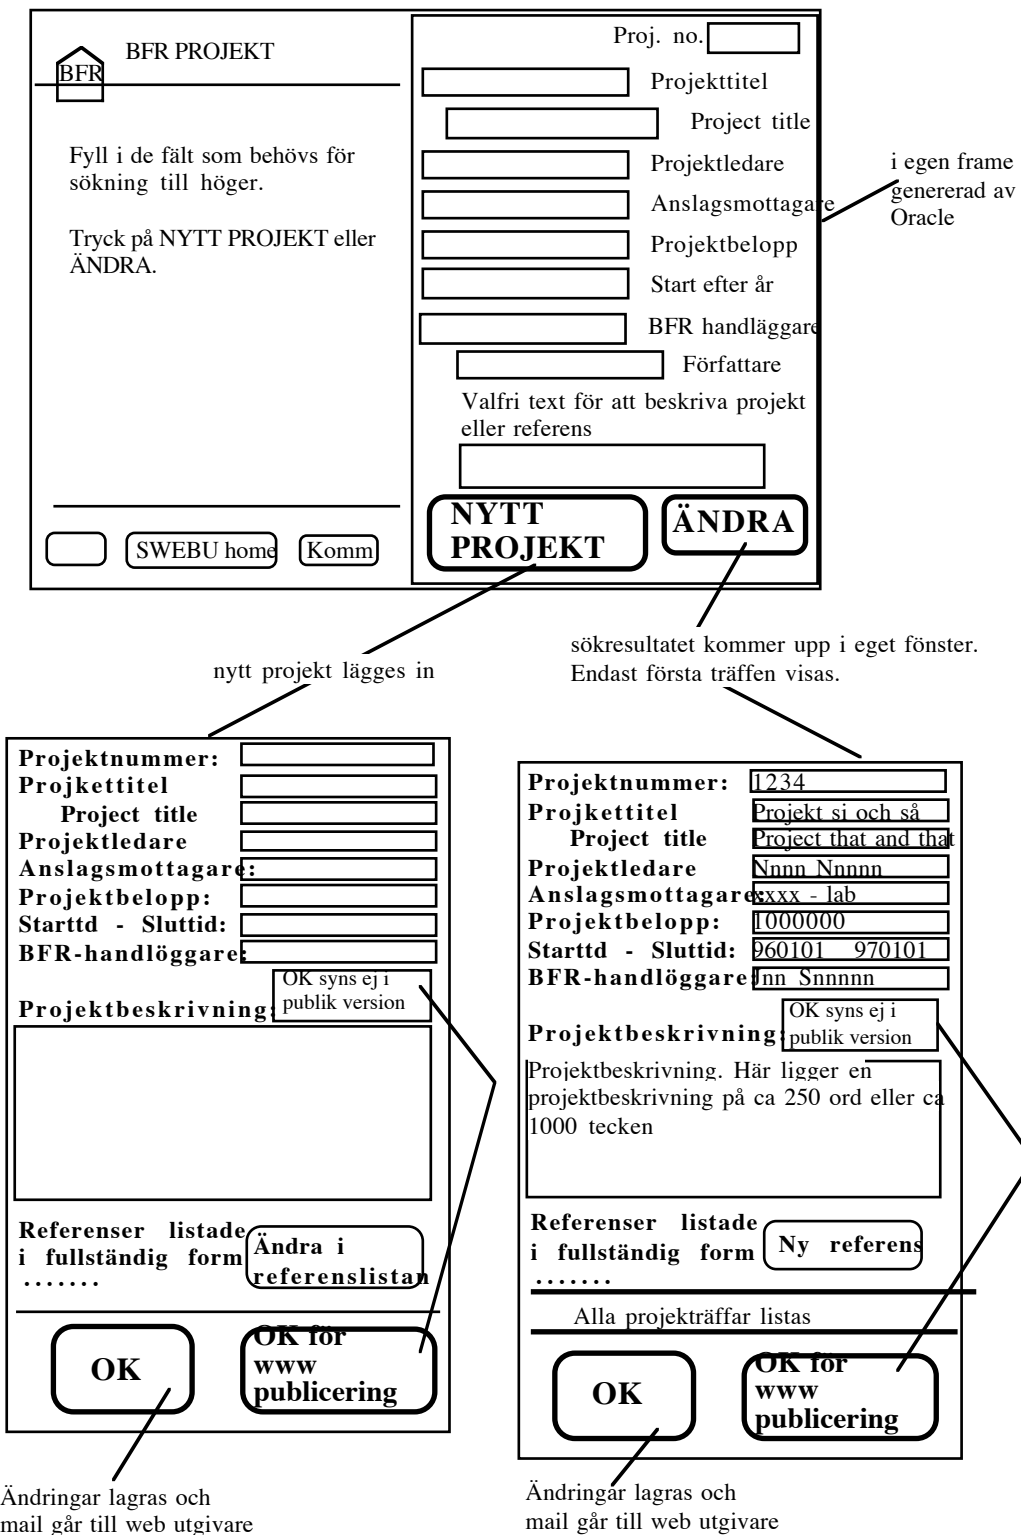 BFR PROJEKT
BFR
Fyll i de fält som behövs för
sökning till höger.
Tryck på NYTT PROJEKT eller
ÄNDRA.
SWEBU home
Komm
Proj. no.
Projekttitel
Project title
Projektledare
Anslagsmottagare
Projektbelopp
Start efter år
BFR handläggare
Författare
Valfri text för att beskriva projekt
eller referens
NYTT
PROJEKT
ÄNDRA
i egen frame
genererad av
Oracle
nytt projekt lägges in
sökresultatet kommer upp i eget fönster.
Endast första träffen visas.
Projektnummer:
Projkettitel
Project title
Projektledare
Anslagsmottagare:
Projektbelopp:
Starttd - Sluttid:
BFR-handlöggare:
OK syns ej i
publik version
Projektbeskrivning:
Referenser listade
i fullständig form
.......
Ändra i
referenslistan
OK
OK för
www
publicering
Ändringar lagras och
mail går till web utgivare
Projektnummer: 1234
Projkettitel Projekt si och så
Project title Project that and that
Projektledare Nnnn Nnnnn
Anslagsmottagare: xxxx - lab
Projektbelopp: 1000000
Starttd - Sluttid: 960101 970101
BFR-handlöggare: Jnn Snnnnn
OK syns ej i
publik version
Projektbeskrivning:
Projektbeskrivning. Här ligger en
projektbeskrivning på ca 250 ord eller ca
1000 tecken
Referenser listade
i fullständig form
.......
Ny referens
Alla projekträffar listas
OK
OK för
www
publicering
Ändringar lagras och
mail går till web utgivare